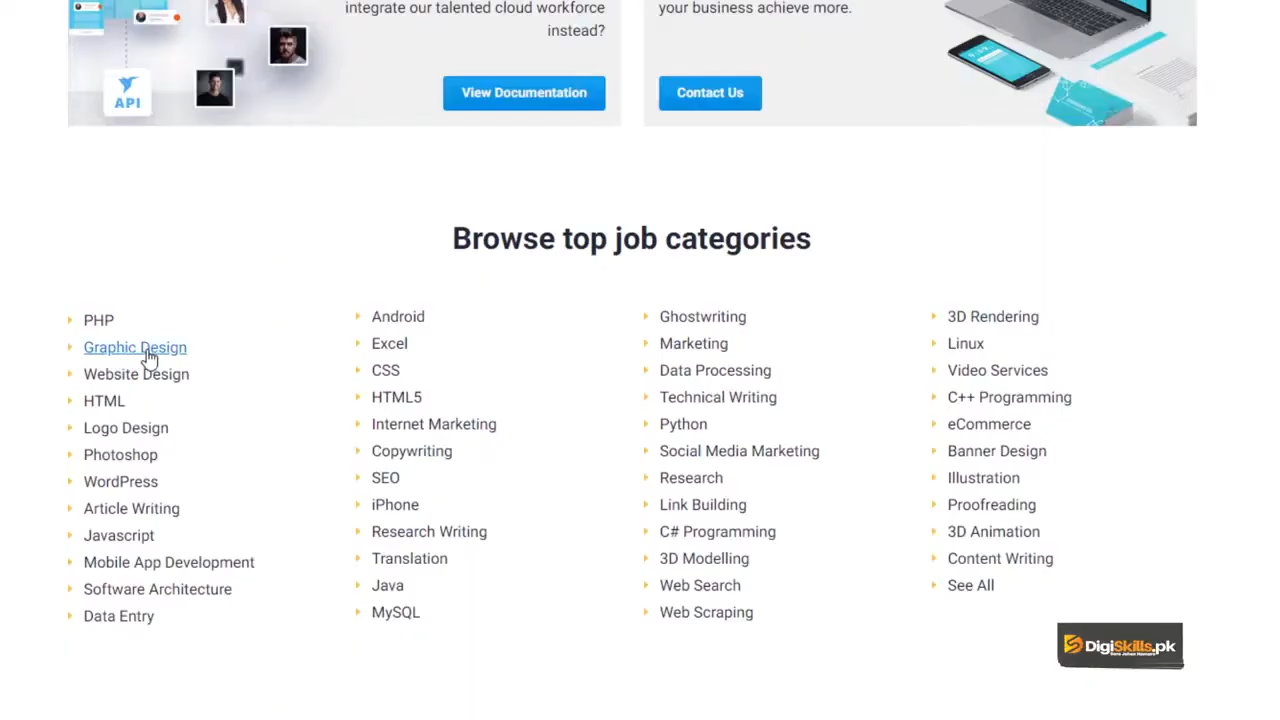 integrate our talented cloud workforce
instead?
your business achieve more.
API
View Documentation
Contact Us
Browse top job categories
PHP
Graphic Design
Website Design
HTML
Logo Design
Photoshop
WordPress
Article Writing
Javascript
Mobile App Development
Software Architecture
Data Entry
Android
Excel
CSS
HTML5
Internet Marketing
Copywriting
SEO
iPhone
Research Writing
Translation
Java
MySQL
Ghostwriting
Marketing
Data Processing
Technical Writing
Python
Social Media Marketing
Research
Link Building
C# Programming
3D Modelling
Web Search
Web Scraping
3D Rendering
Linux
Video Services
C++ Programming
eCommerce
Banner Design
Illustration
Proofreading
3D Animation
Content Writing
See All
DigiSkills.pk